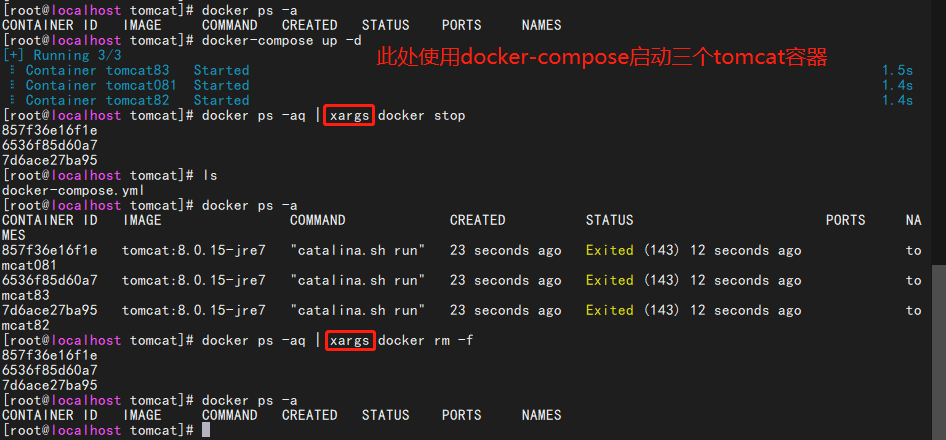 [root@localhost tomcat]# docker ps -a
CONTAINER ID   IMAGE     COMMAND   CREATED   STATUS    PORTS     NAMES
[root@localhost tomcat]# docker-compose up -d
[+] Running 3/3
此处使用docker-compose启动三个tomcat容器
⠿ Container tomcat83   Started   1.5s
⠿ Container tomcat081  Started   1.4s
⠿ Container tomcat82   Started   1.4s
[root@localhost tomcat]# docker ps -aq | xargs docker stop
857f36e16f1e
6536f85d60a7
7d6ace27ba95
[root@localhost tomcat]# ls
docker-compose.yml
[root@localhost tomcat]# docker ps -a
CONTAINER ID   IMAGE                COMMAND             CREATED          STATUS                        PORTS     NA
MES
857f36e16f1e   tomcat:8.0.15-jre7   "catalina.sh run"   23 seconds ago   Exited (143) 12 seconds ago             to
mcat081
6536f85d60a7   tomcat:8.0.15-jre7   "catalina.sh run"   23 seconds ago   Exited (143) 12 seconds ago             to
mcat83
7d6ace27ba95   tomcat:8.0.15-jre7   "catalina.sh run"   23 seconds ago   Exited (143) 12 seconds ago             to
mcat82
[root@localhost tomcat]# docker ps -aq | xargs docker rm -f
857f36e16f1e
6536f85d60a7
7d6ace27ba95
[root@localhost tomcat]# docker ps -a
CONTAINER ID   IMAGE     COMMAND   CREATED   STATUS    PORTS     NAMES
[root@localhost tomcat]#